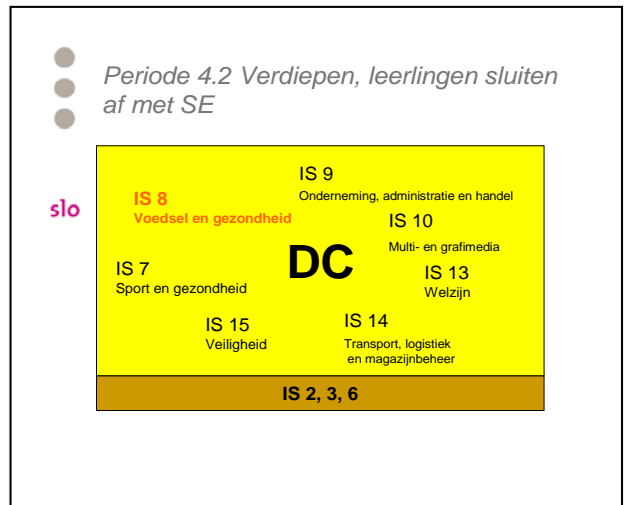 Periode 4.2 Verdiepen, leerlingen sluiten
af met SE
slo
IS 9
Onderneming, administratie en handel
IS 8
Voedsel en gezondheid
IS 10
Multi- en grafimedia
DC
IS 7
Sport en gezondheid
IS 13
Welzijn
IS 15
Veiligheid
IS 14
Transport, logistiek
en magazijnbeheer
IS 2, 3, 6